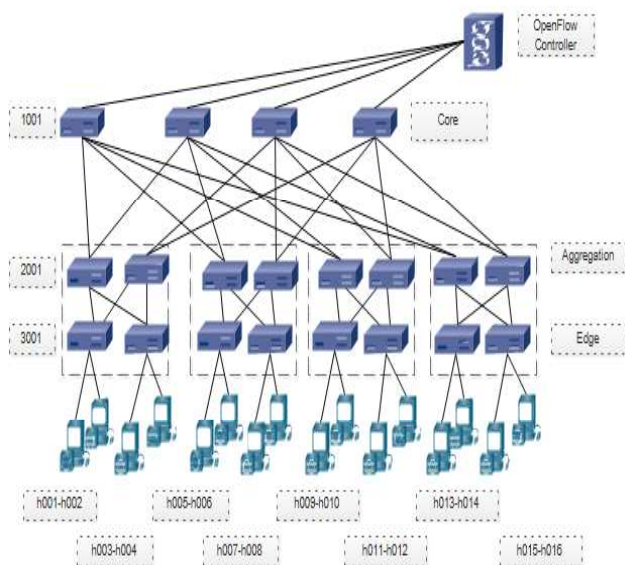 OpenFlow
Controller
1001
Core
2001
Aggregation
3001
Edge
h001-h002
h005-h006
h009-h010
h013-h014
h003-h004
h007-h008
h011-h012
h015-h016